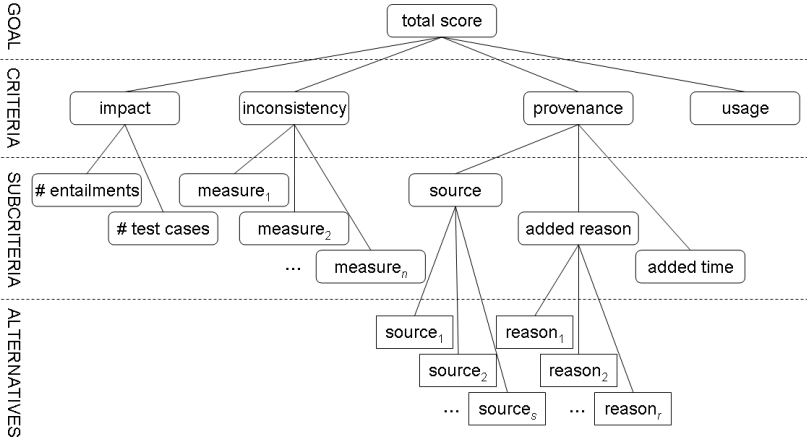 GOAL
total score
CRITERIA
impact
inconsistency
provenance
usage
SUBCRITERIA
# entailments
measure₁
source
# test cases
measure₂
added reason
... measureₙ
added time
ALTERNATIVES
source₁
reason₁
source₂
reason₂
... sourceₛ
... reasonᵣ